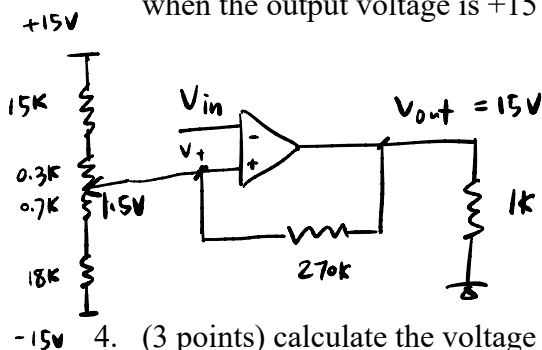 when the output voltage is +15
+15V
15K
Vin
Vout = 15V
V+
-
+
0.3K
0.7K
1.5V
1K
270K
18K
-15V
4. (3 points) calculate the voltage